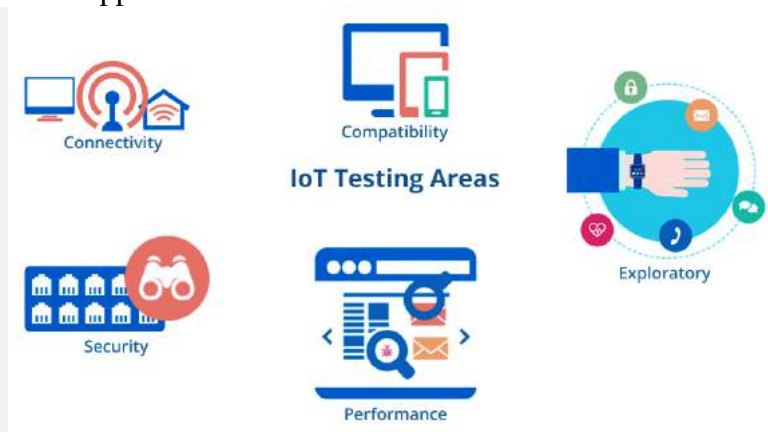 Connectivity
Compatibility
IoT Testing Areas
Exploratory
Security
Performance